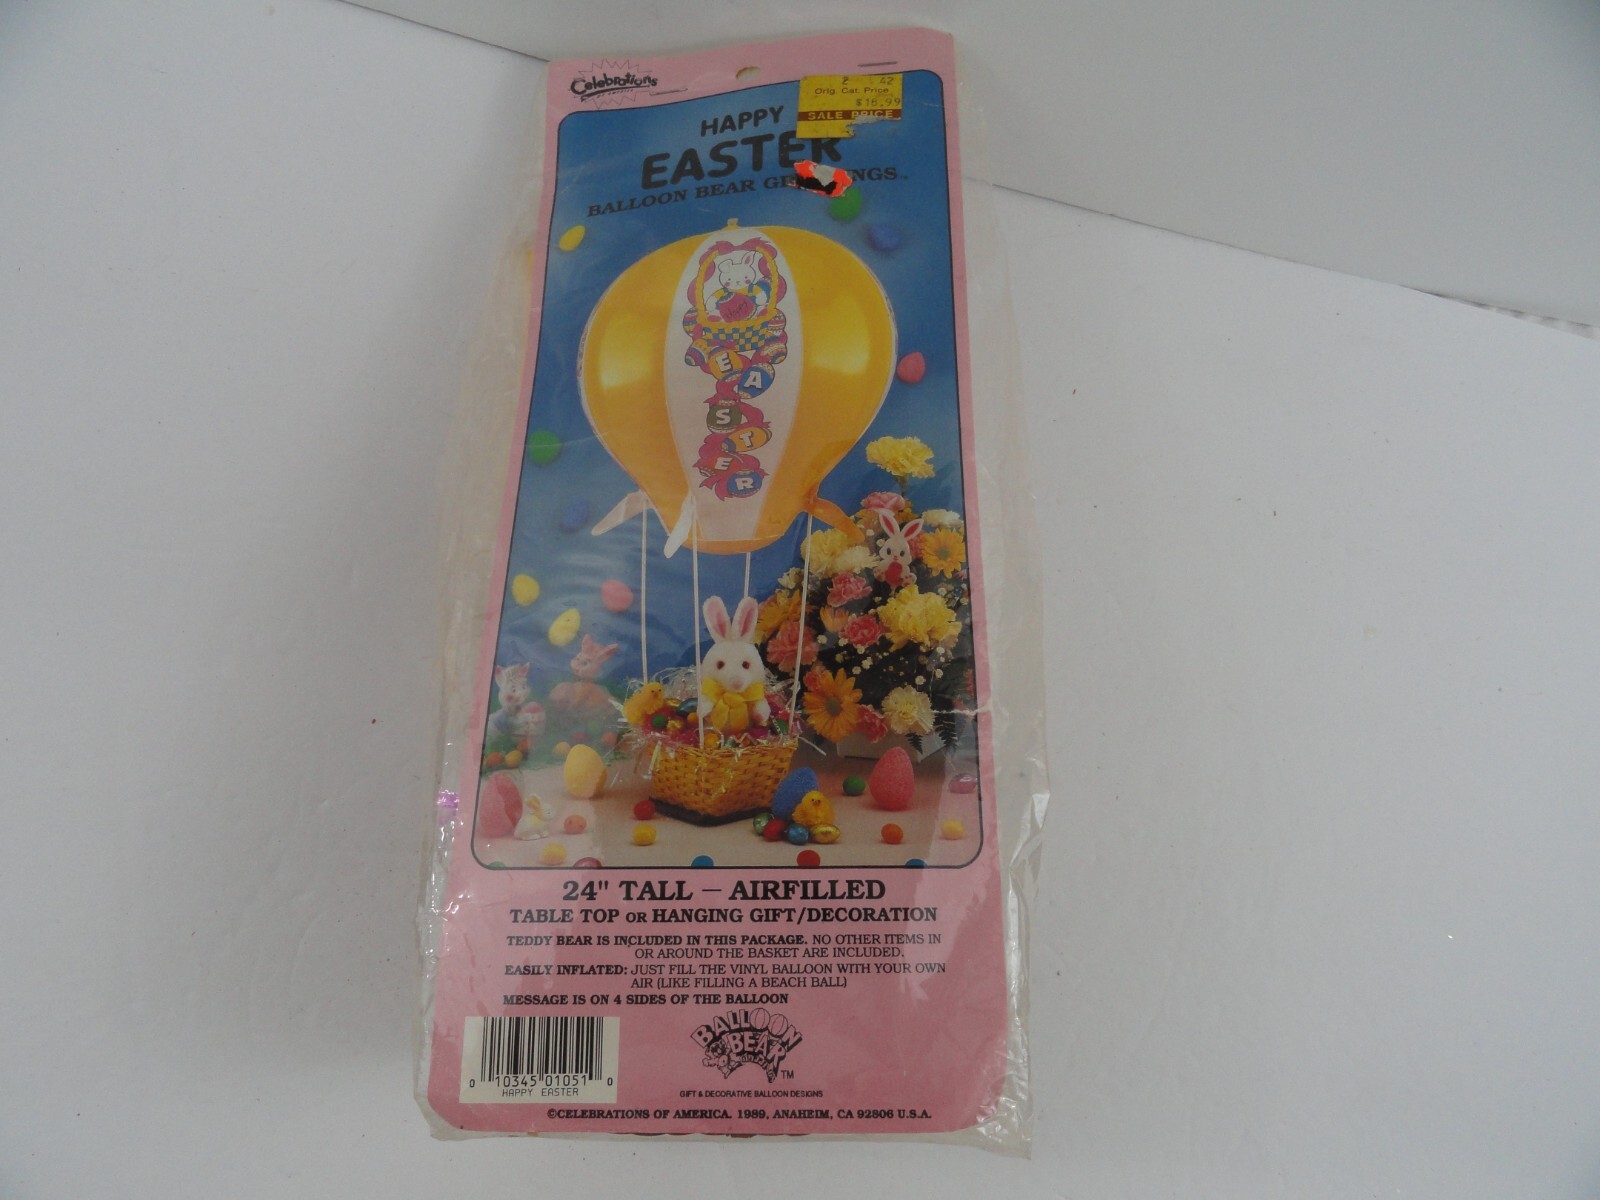 Celebrations
2 42
Orig. Cat. Price
$16.99
SALE PRICE
HAPPY
EASTER
BALLOON BEAR GREETINGS
E
A
S
T
E
R
24" TALL — AIRFILLED
TABLE TOP OR HANGING GIFT/DECORATION
TEDDY BEAR IS INCLUDED IN THIS PACKAGE. NO OTHER ITEMS IN
OR AROUND THE BASKET ARE INCLUDED.
EASILY INFLATED: JUST FILL THE VINYL BALLOON WITH YOUR OWN
AIR (LIKE FILLING A BEACH BALL)
MESSAGE IS ON 4 SIDES OF THE BALLOON
BALLOON
BEAR
TM
0 10345 01051 0
HAPPY EASTER
GIFT & DECORATIVE BALLOON DESIGNS
©CELEBRATIONS OF AMERICA. 1989, ANAHEIM, CA 92806 U.S.A.